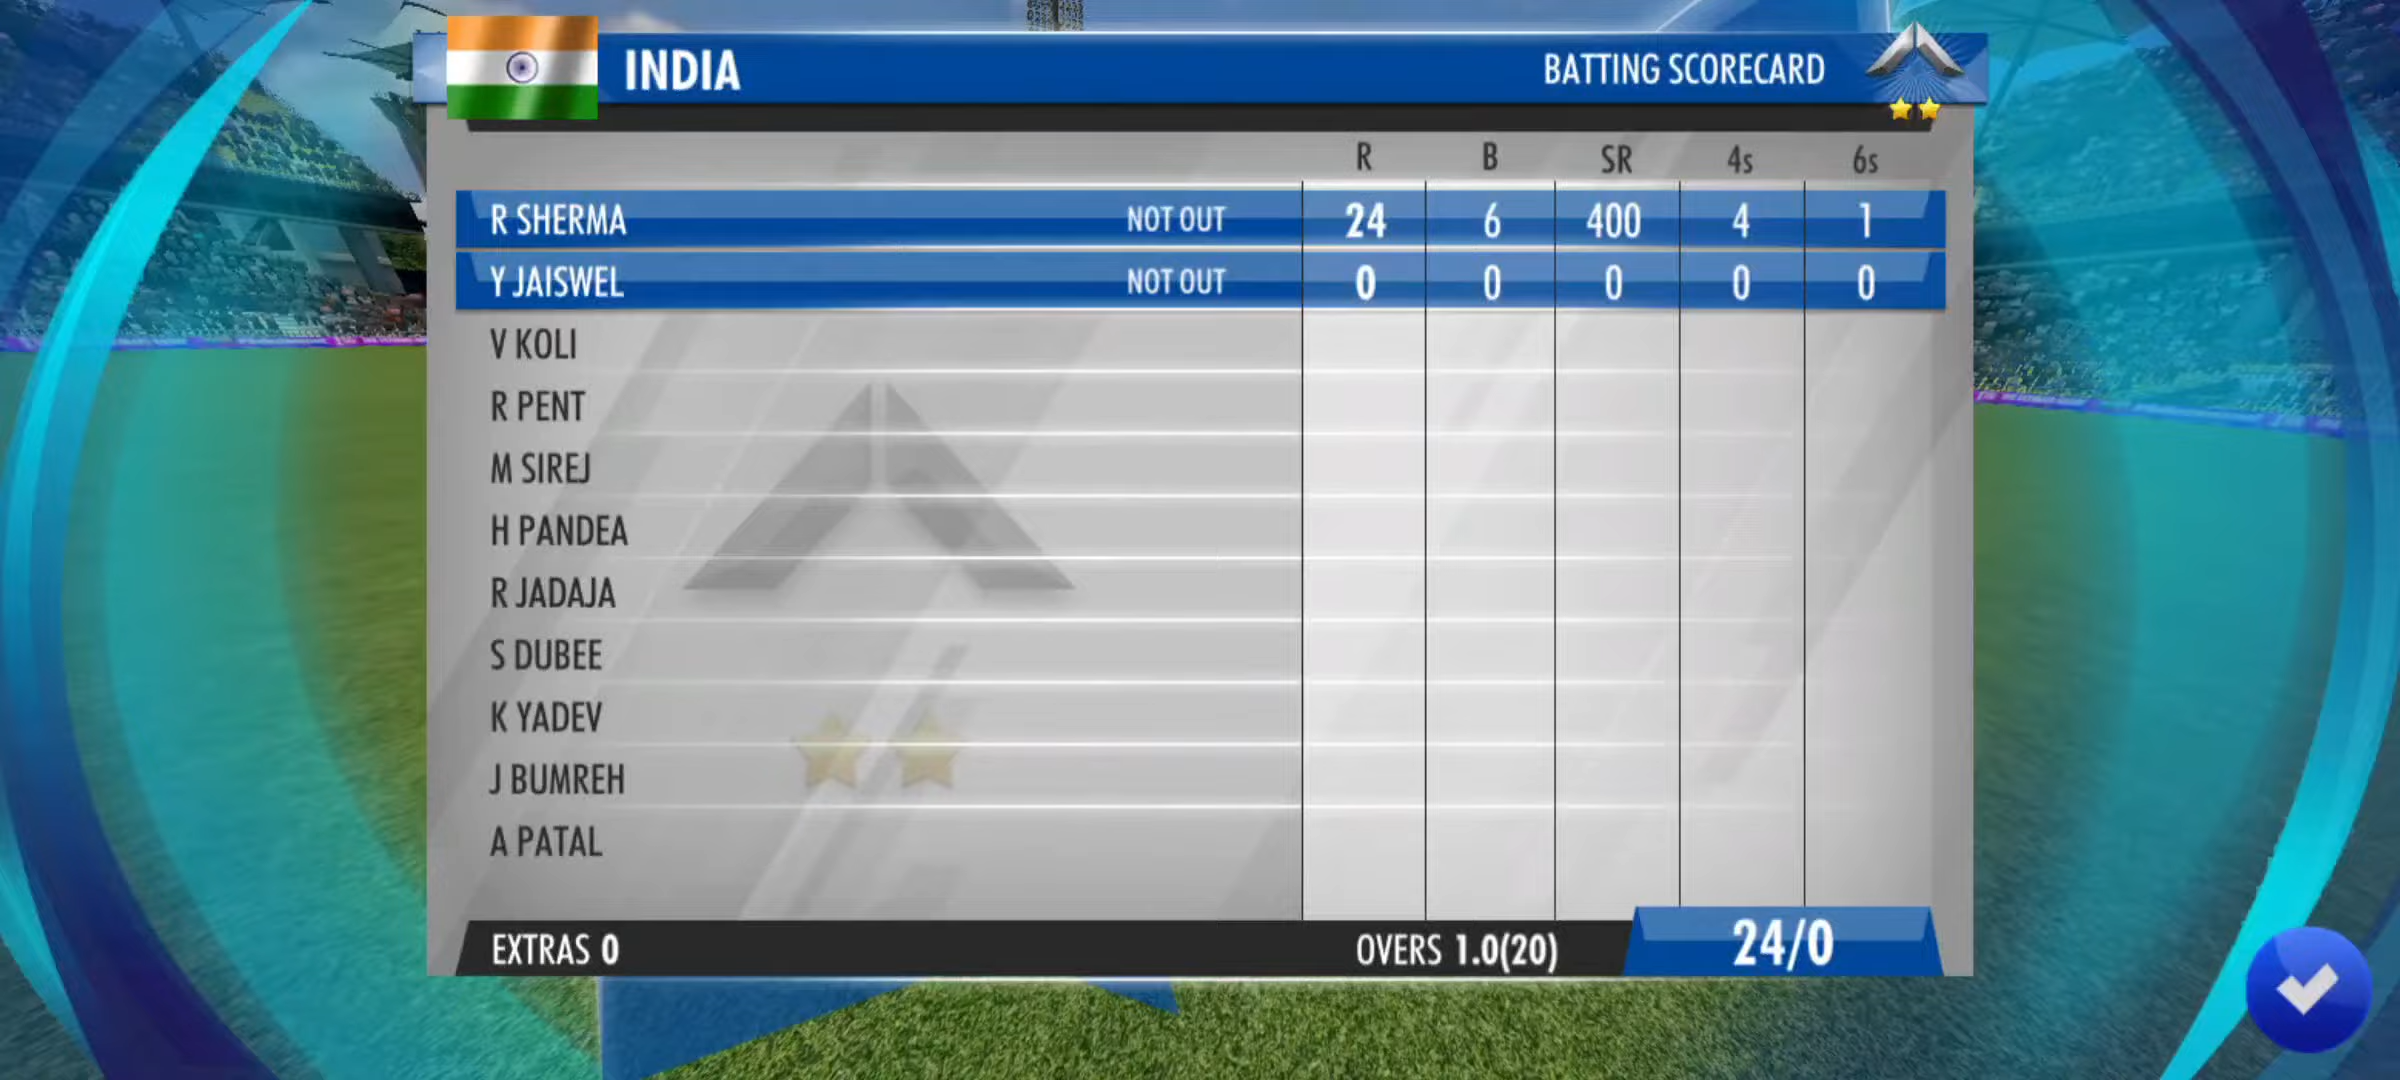 INDIA BATTING SCORECARD
R B SR 4s 6s
R SHERMA NOT OUT 24 6 400 4 1
Y JAISWEL NOT OUT 0 0 0 0 0
V KOLI
R PENT
M SIREJ
H PANDEA
R JADAJA
S DUBEE
K YADEV
J BUMREH
A PATAL
EXTRAS 0 OVERS 1.0(20) 24/0